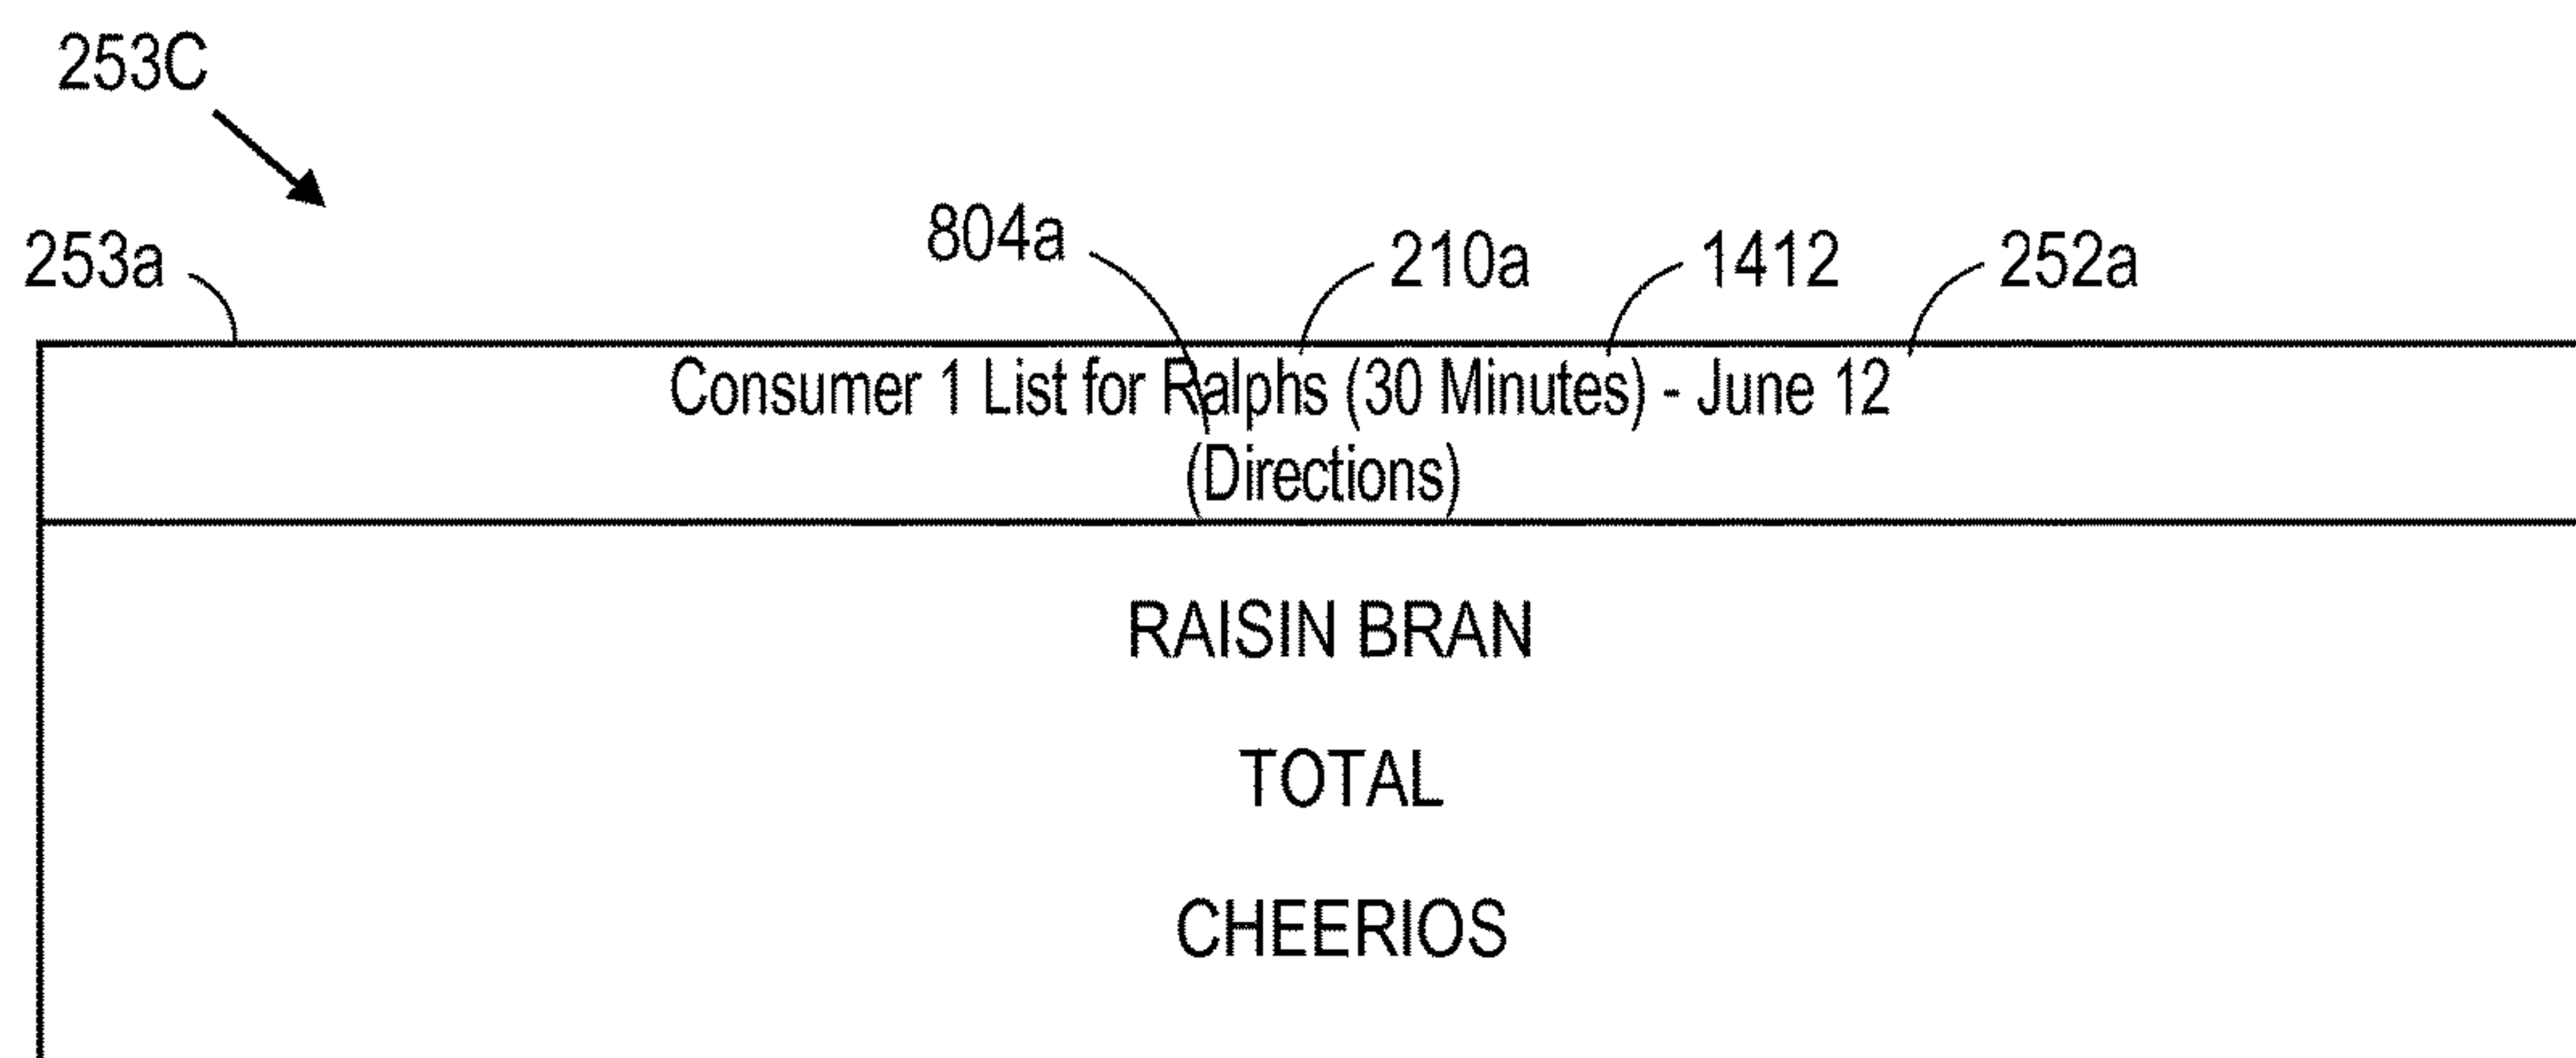 253C
253a 804a 210a 1412 252a
Consumer 1 List for Ralphs (30 Minutes) - June 12
(Directions)
RAISIN BRAN
TOTAL
CHEERIOS